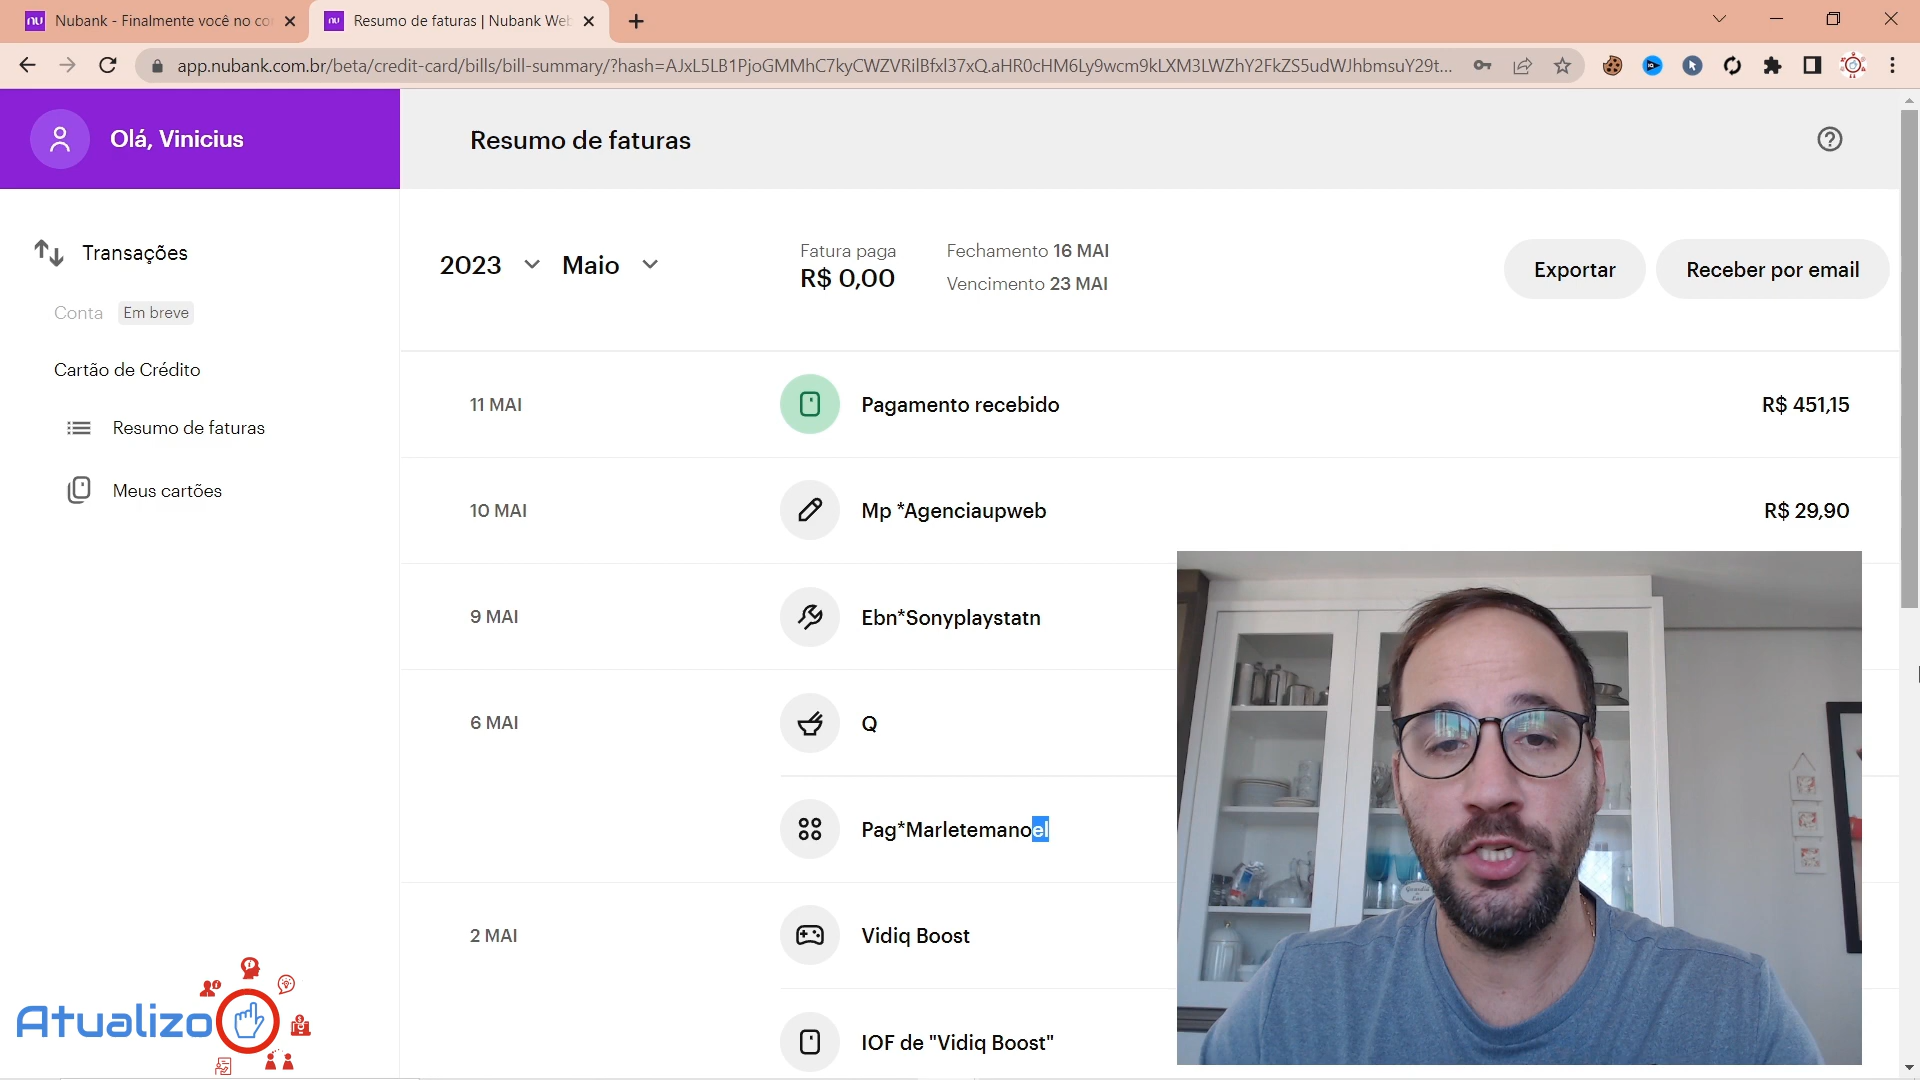 Nubank - Finalmente você no co
Resumo de faturas | Nubank Web
app.nubank.com.br/beta/credit-card/bills/bill-summary/?hash=AJxL5LB1PjoGMMhC7kyCWZVRilBfxl37xQ.aHR0cHM6Ly9wcm9kLXM3LWZhY2FkZS5udWJhbmsuY29t...
Olá, Vinicius
Resumo de faturas
Transações
Conta Em breve
Cartão de Crédito
Resumo de faturas
Meus cartões
2023 Maio
Fatura paga
R$ 0,00
Fechamento 16 MAI
Vencimento 23 MAI
Exportar
Receber por email
11 MAI Pagamento recebido R$ 451,15
10 MAI Mp *Agenciaupweb R$ 29,90
9 MAI Ebn*Sonyplaystatn
6 MAI Q
Pag*Marletemanoel
2 MAI Vidiq Boost
IOF de "Vidiq Boost"
Atualizo